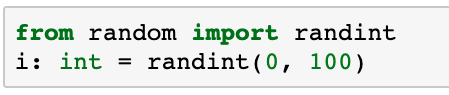 from random import randint
i: int = randint(0, 100)